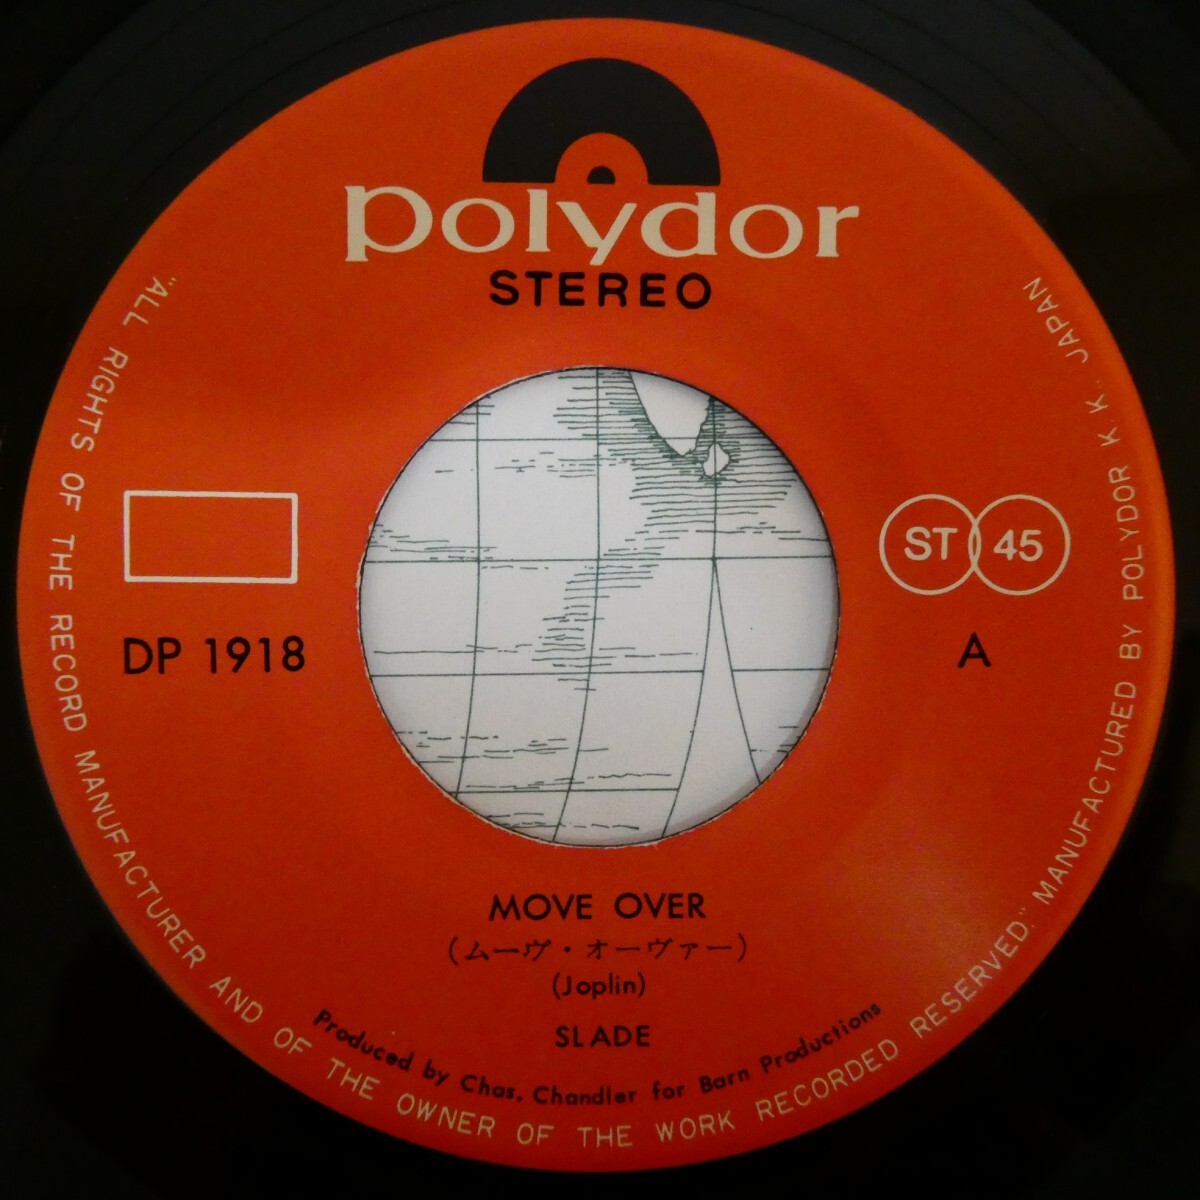 polydor
STEREO
DP 1918
ST 45
A
MOVE OVER
(ムーヴ・オーヴァー)
(Joplin)
SLADE
Produced by Chas. Chandler for Barn Productions
"ALL RIGHTS OF THE RECORD MANUFACTURER AND OF THE OWNER OF THE WORK RECORDED RESERVED." MANUFACTURED BY POLYDOR K.K., JAPAN